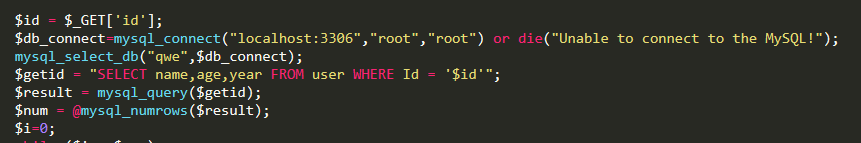 $id = $_GET['id'];
$db_connect=mysql_connect("localhost:3306","root","root") or die("Unable to connect to the MySQL!");
mysql_select_db("qwe",$db_connect);
$getid = "SELECT name,age,year FROM user WHERE Id = '$id'";
$result = mysql_query($getid);
$num = @mysql_numrows($result);
$i=0;